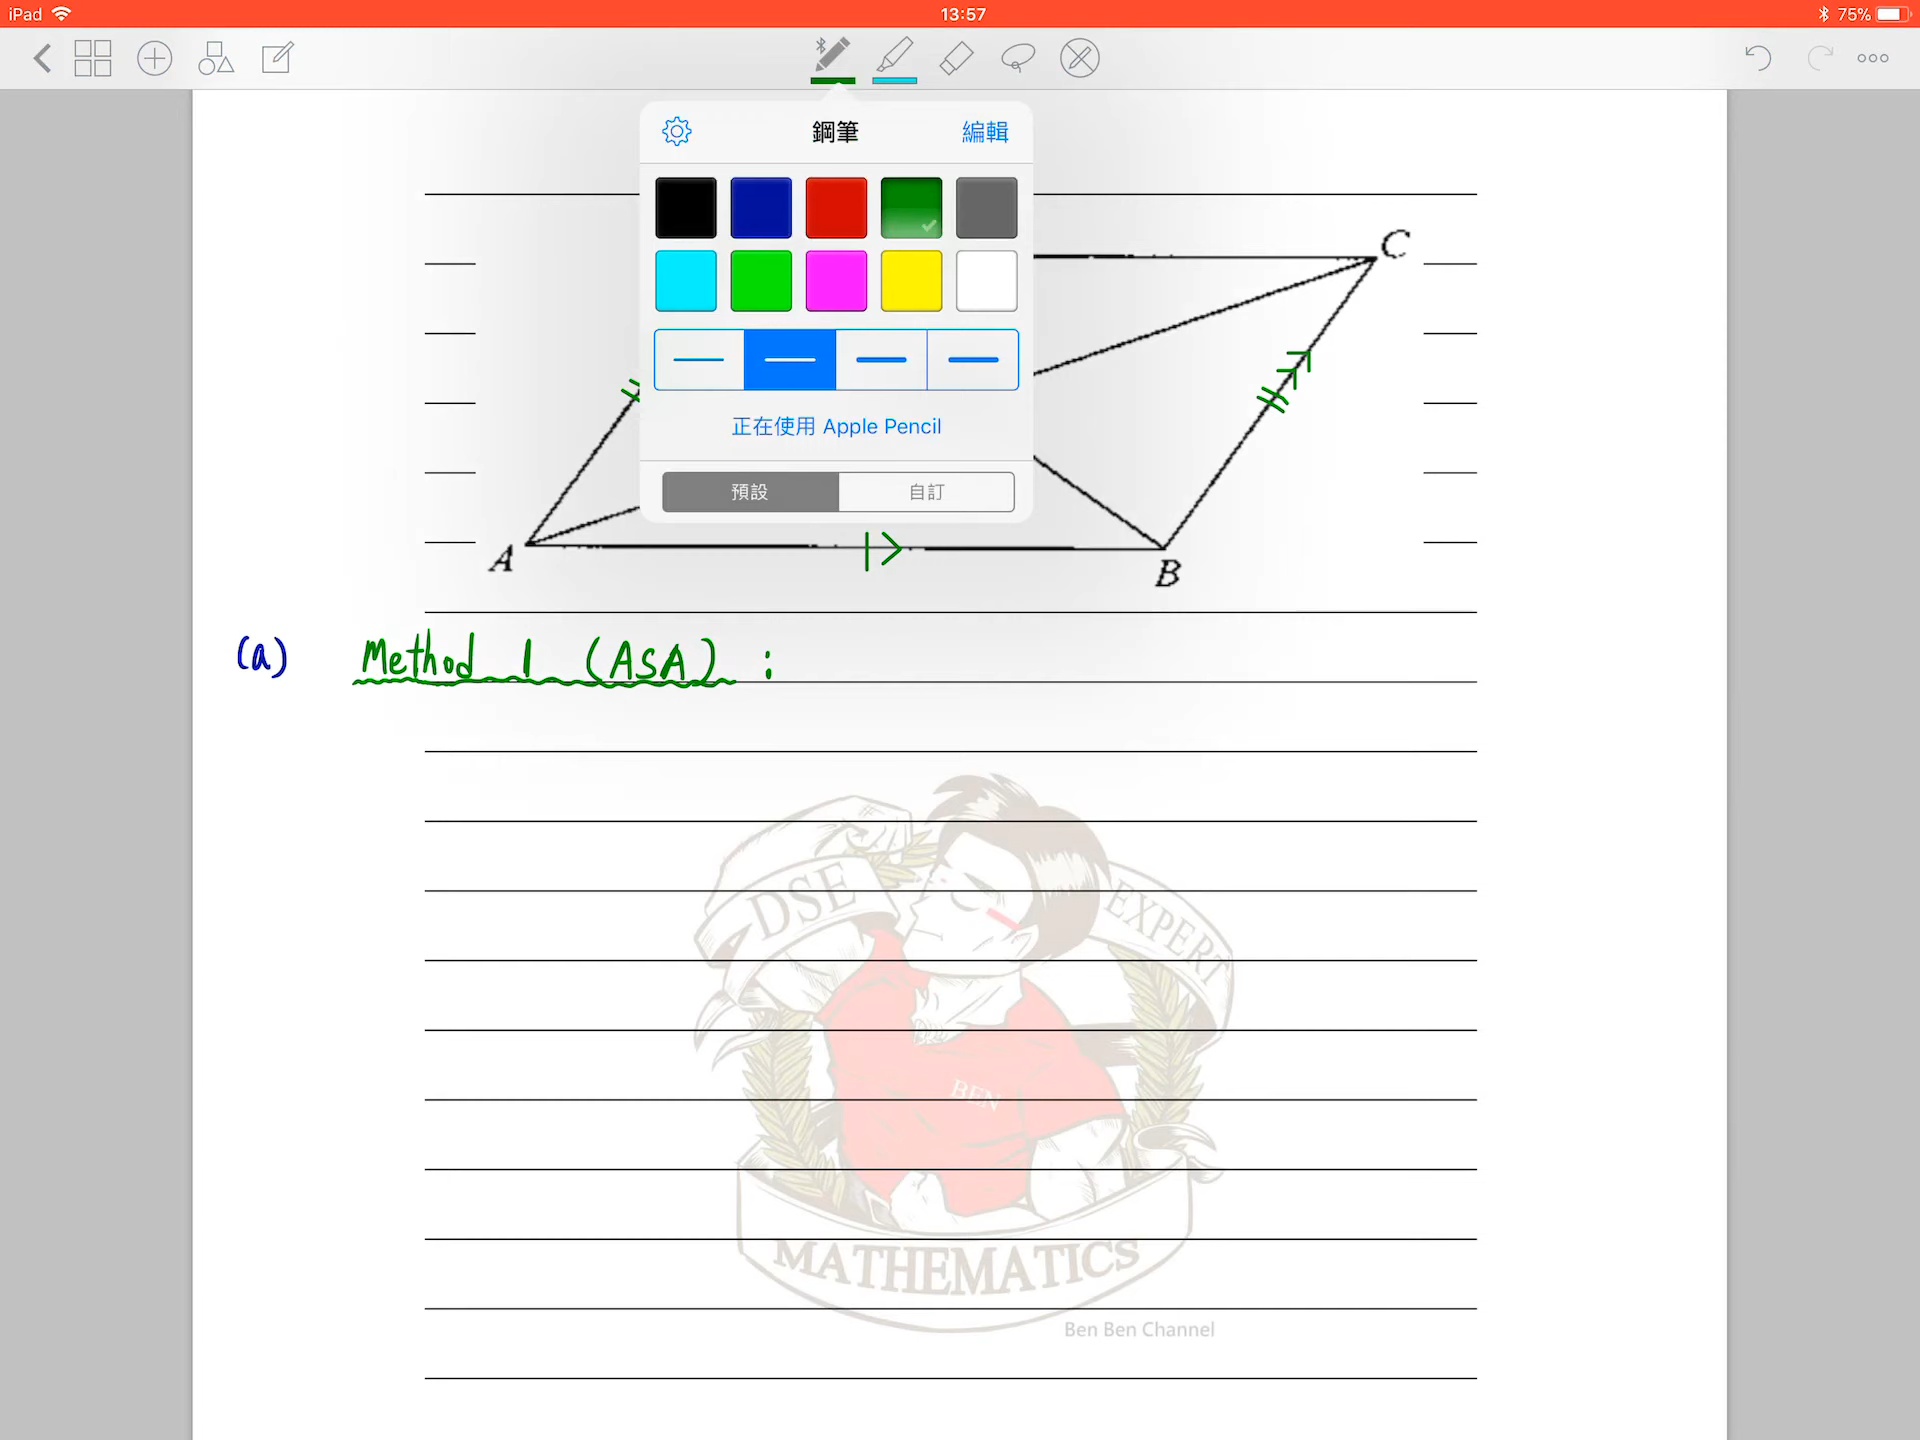 iPad 13:57 75%
鋼筆 編輯
正在使用 Apple Pencil
預設 自訂
C
A
B
(a) Method 1 (ASA) :
DSE EXPERT
BEN
MATHEMATICS
Ben Ben Channel